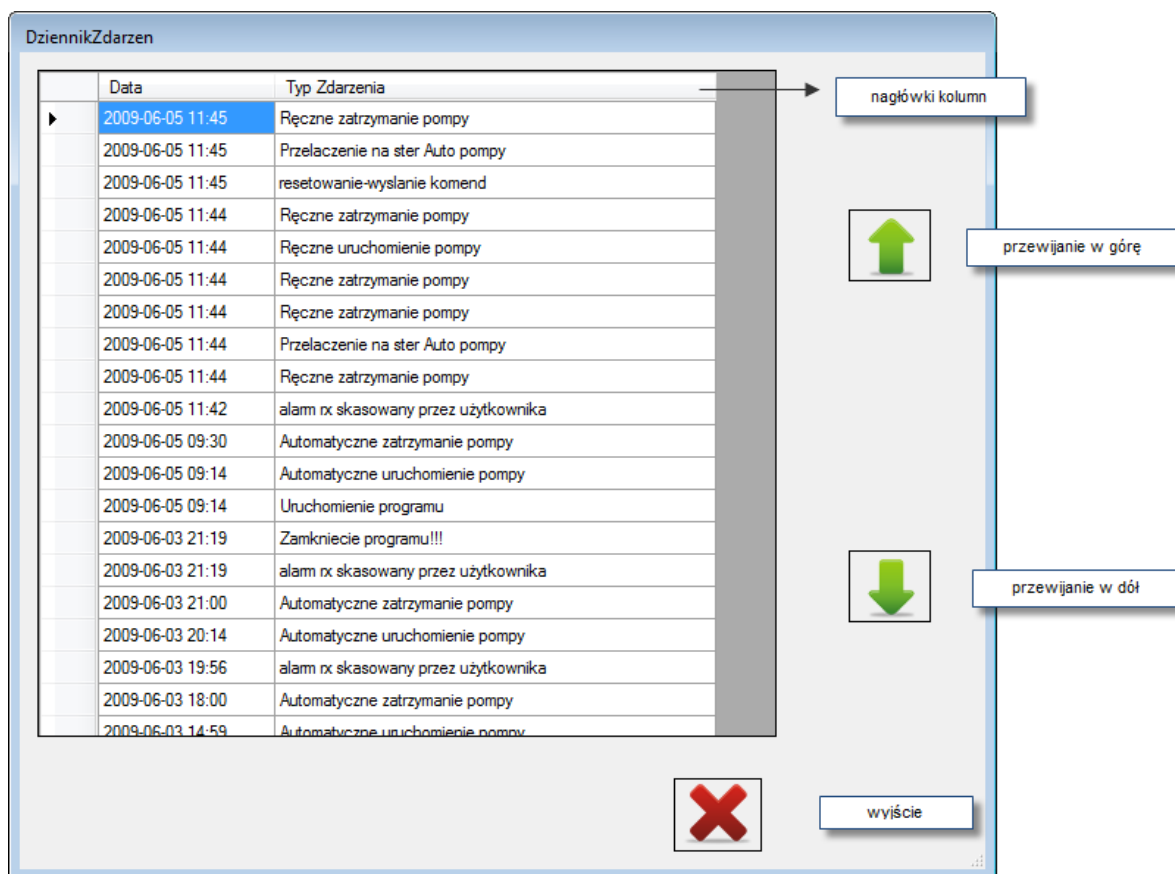 DziennikZdarzen
Data Typ Zdarzenia
nagłówki kolumn
2009-06-05 11:45 Ręczne zatrzymanie pompy
2009-06-05 11:45 Przelaczenie na ster Auto pompy
2009-06-05 11:45 resetowanie-wyslanie komend
2009-06-05 11:44 Ręczne zatrzymanie pompy
2009-06-05 11:44 Ręczne uruchomienie pompy
przewijanie w górę
2009-06-05 11:44 Ręczne zatrzymanie pompy
2009-06-05 11:44 Ręczne zatrzymanie pompy
2009-06-05 11:44 Przelaczenie na ster Auto pompy
2009-06-05 11:44 Ręczne zatrzymanie pompy
2009-06-05 11:42 alarm rx skasowany przez użytkownika
2009-06-05 09:30 Automatyczne zatrzymanie pompy
2009-06-05 09:14 Automatyczne uruchomienie pompy
2009-06-05 09:14 Uruchomienie programu
2009-06-03 21:19 Zamkniecie programu!!!
2009-06-03 21:19 alarm rx skasowany przez użytkownika
przewijanie w dół
2009-06-03 21:00 Automatyczne zatrzymanie pompy
2009-06-03 20:14 Automatyczne uruchomienie pompy
2009-06-03 19:56 alarm rx skasowany przez użytkownika
2009-06-03 18:00 Automatyczne zatrzymanie pompy
2009-06-03 14:59 Automatyczne uruchomienie pompy
wyjście